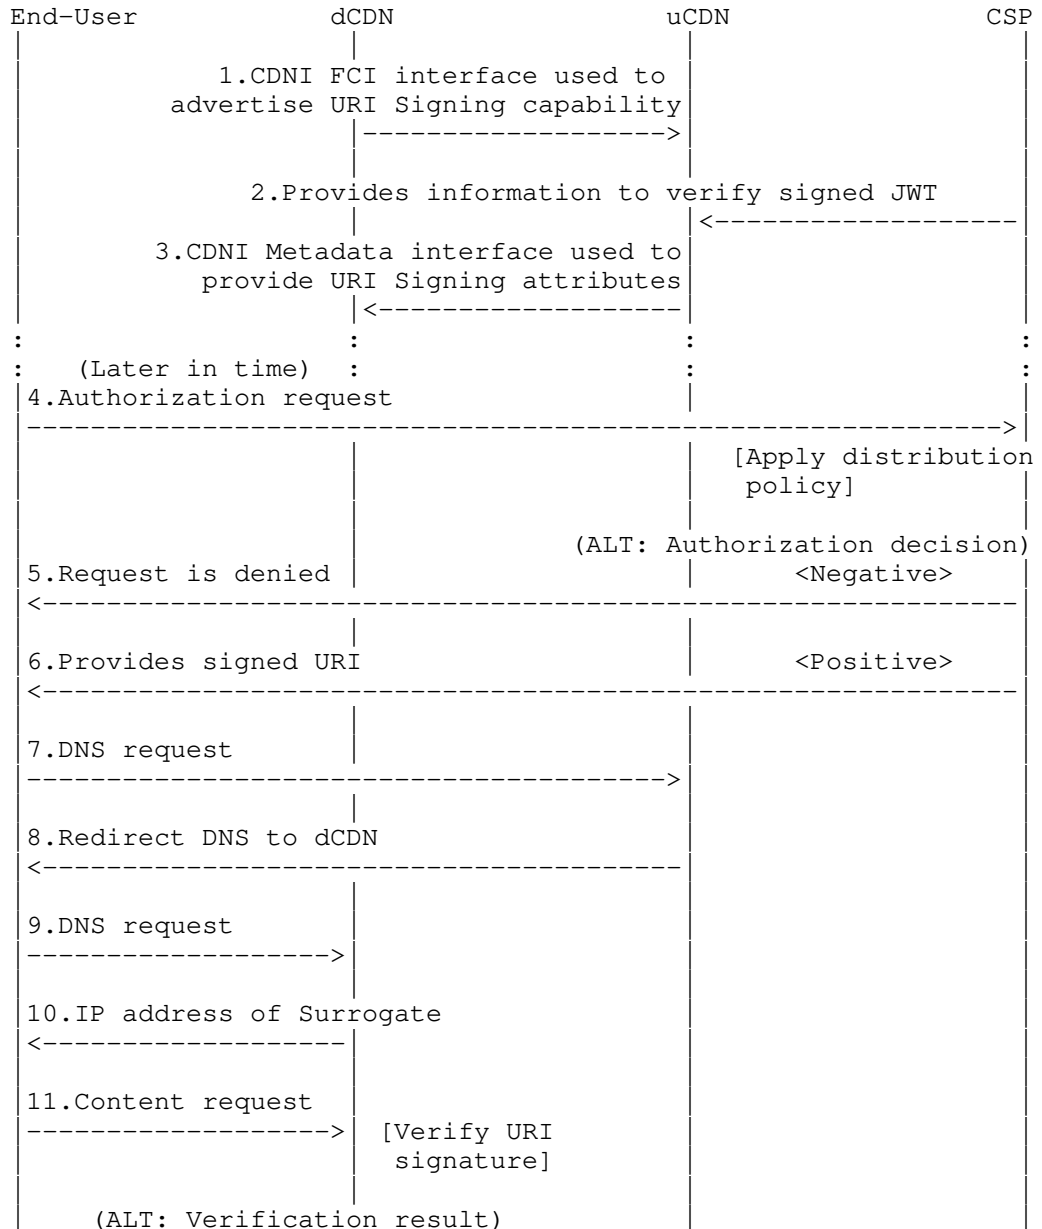 End-User dCDN uCDN CSP
1.CDNI FCI interface used to
advertise URI Signing capability
2.Provides information to verify signed JWT
3.CDNI Metadata interface used to
provide URI Signing attributes
: : : :
: (Later in time) : : :
4.Authorization request
[Apply distribution
policy]
(ALT: Authorization decision)
5.Request is denied <Negative>
6.Provides signed URI <Positive>
7.DNS request
8.Redirect DNS to dCDN
9.DNS request
10.IP address of Surrogate
11.Content request
[Verify URI
signature]
(ALT: Verification result)